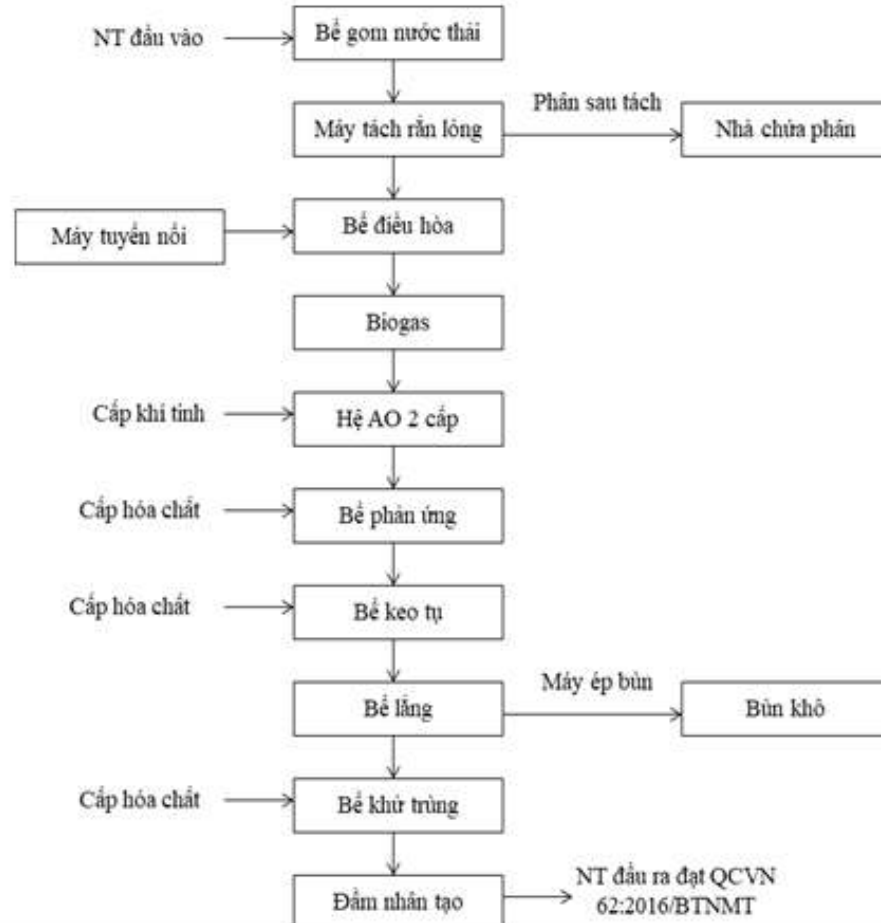 NT đầu vào
Bể gom nước thải
Máy tách rắn lỏng
Phân sau tách
Nhà chứa phân
Máy tuyển nổi
Bể điều hòa
Biogas
Cấp khí tinh
Hệ AO 2 cấp
Cấp hóa chất
Bể phản ứng
Cấp hóa chất
Bể keo tụ
Bể lắng
Máy ép bùn
Bùn khô
Cấp hóa chất
Bể khử trùng
Đầm nhân tạo
NT đầu ra đạt QCVN
62:2016/BTNMT